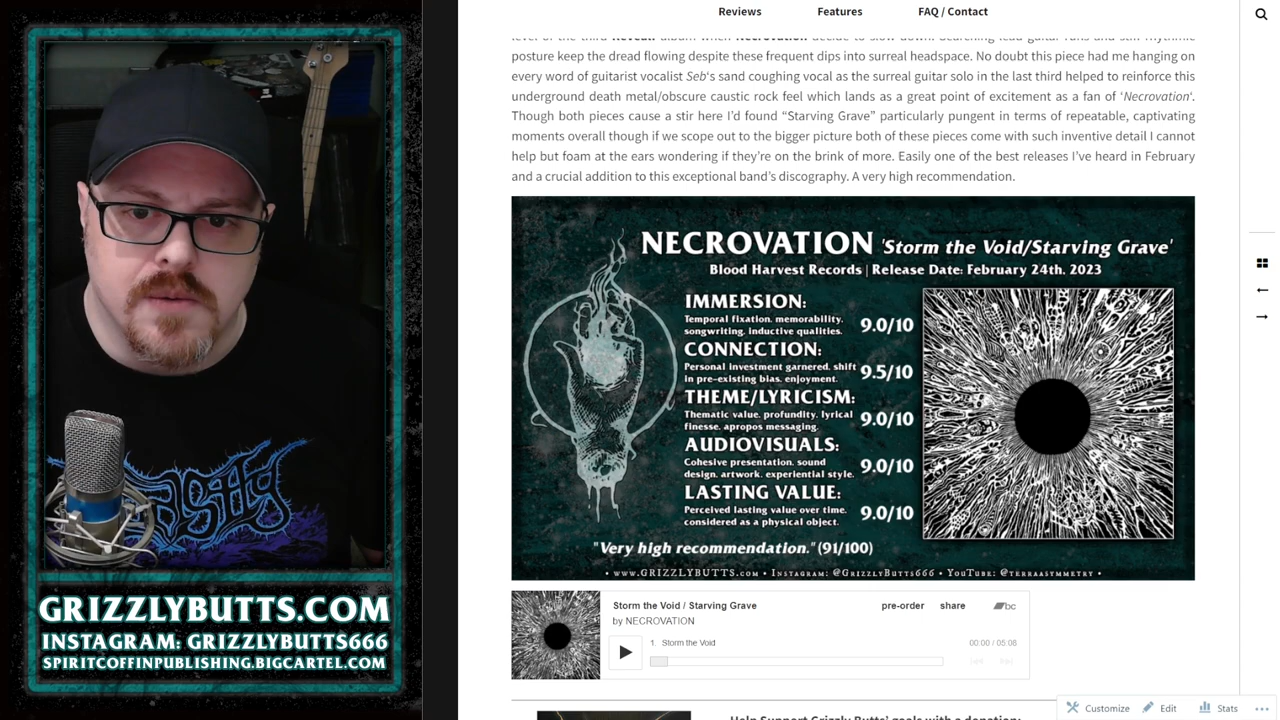 Reviews
Features
FAQ / Contact
posture keep the dread flowing despite these frequent dips into surreal headspace. No doubt this piece had me hanging on
every word of guitarist vocalist Seb's sand coughing vocal as the surreal guitar solo in the last third helped to reinforce this
underground death metal/obscure caustic rock feel which lands as a great point of excitement as a fan of 'Necrovation'.
Though both pieces cause a stir here I'd found “Starving Grave” particularly pungent in terms of repeatable, captivating
moments overall though if we scope out to the bigger picture both of these pieces come with such inventive detail I cannot
help but foam at the ears wondering if they're on the brink of more. Easily one of the best releases I've heard in February
and a crucial addition to this exceptional band's discography. A very high recommendation.
NECROVATION 'Storm the Void/Starving Grave'
Blood Harvest Records | Release Date: February 24th, 2023
IMMERSION:
Temporal fixation, memorability,
songwriting, inductive qualities.
9.0/10
CONNECTION:
Personal investment garnered, shift
in pre-existing bias, enjoyment.
9.5/10
THEME/LYRICISM:
Thematic value, profundity, lyrical
finesse, apropos messaging.
9.0/10
AUDIOVISUALS:
Cohesive presentation, sound
design, artwork, experiential style.
9.0/10
LASTING VALUE:
Perceived lasting value over time,
considered as a physical object.
9.0/10
"Very high recommendation." (91/100)
• www.GRIZZLYBUTTS.com • Instagram: @GrizzlyButts666 • YouTube: @terraasymmetry •
Storm the Void / Starving Grave
by NECROVATION
pre-order
share
bc
1. Storm the Void
00:00 / 05:08
Help Support Grizzly Butts' goals with a donation:
Customize
Edit
Stats
GRIZZLYBUTTS.COM
INSTAGRAM: GRIZZLYBUTTS666
SPIRITCOFFINPUBLISHING.BIGCARTEL.COM